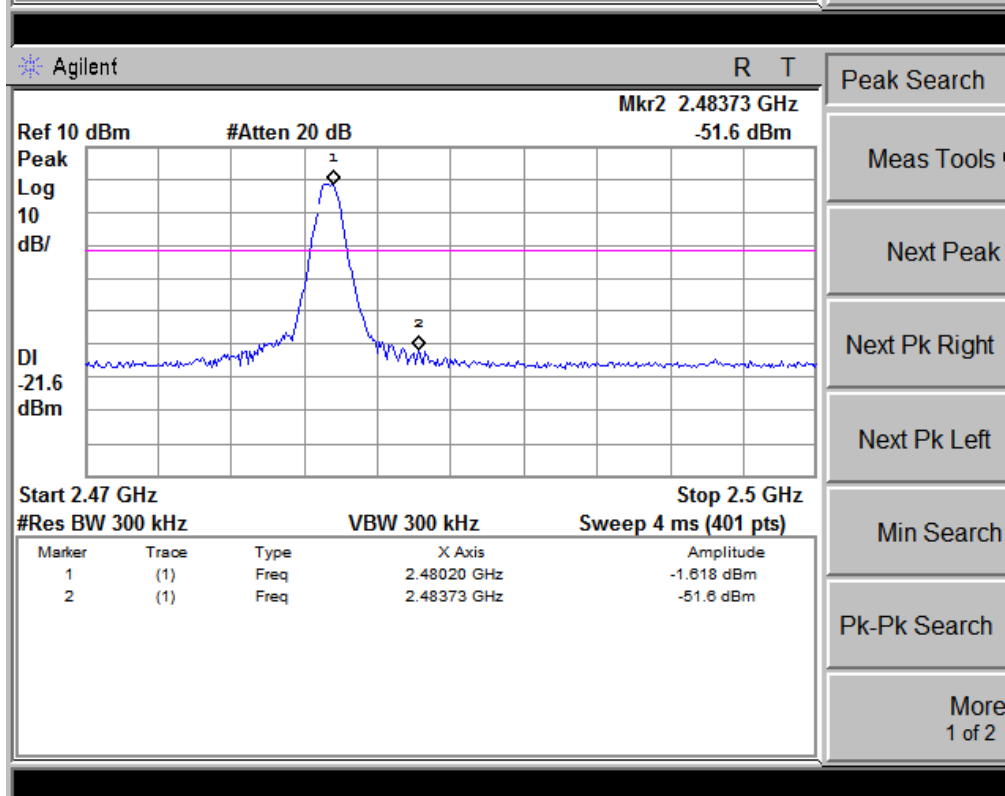 Agilent R T
Mkr2 2.48373 GHz
Ref 10 dBm #Atten 20 dB -51.6 dBm
Peak
Log
10
dB/
1
2
DI
-21.6
dBm
Start 2.47 GHz Stop 2.5 GHz
#Res BW 300 kHz VBW 300 kHz Sweep 4 ms (401 pts)
Marker Trace Type X Axis Amplitude
1 (1) Freq 2.48020 GHz -1.618 dBm
2 (1) Freq 2.48373 GHz -51.6 dBm
Peak Search
Meas Tools
Next Peak
Next Pk Right
Next Pk Left
Min Search
Pk-Pk Search
More
1 of 2